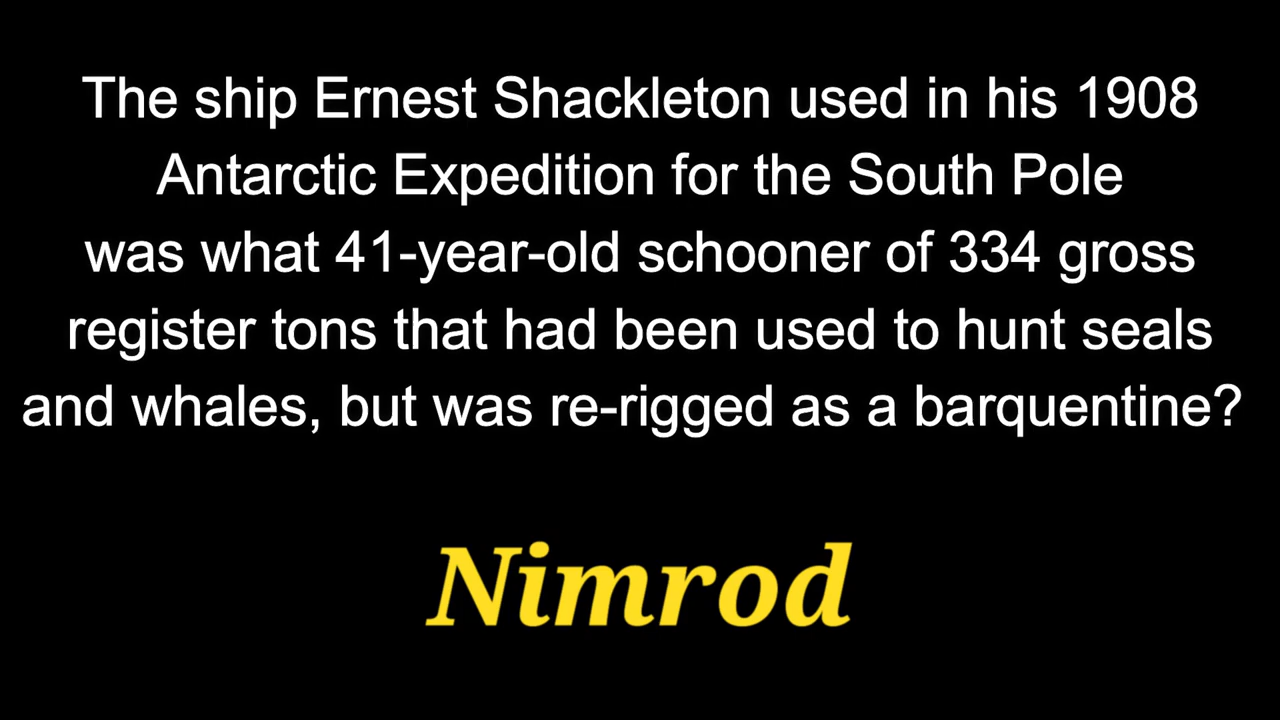 The ship Ernest Shackleton used in his 1908
Antarctic Expedition for the South Pole
was what 41-year-old schooner of 334 gross
register tons that had been used to hunt seals
and whales, but was re-rigged as a barquentine?
Nimrod